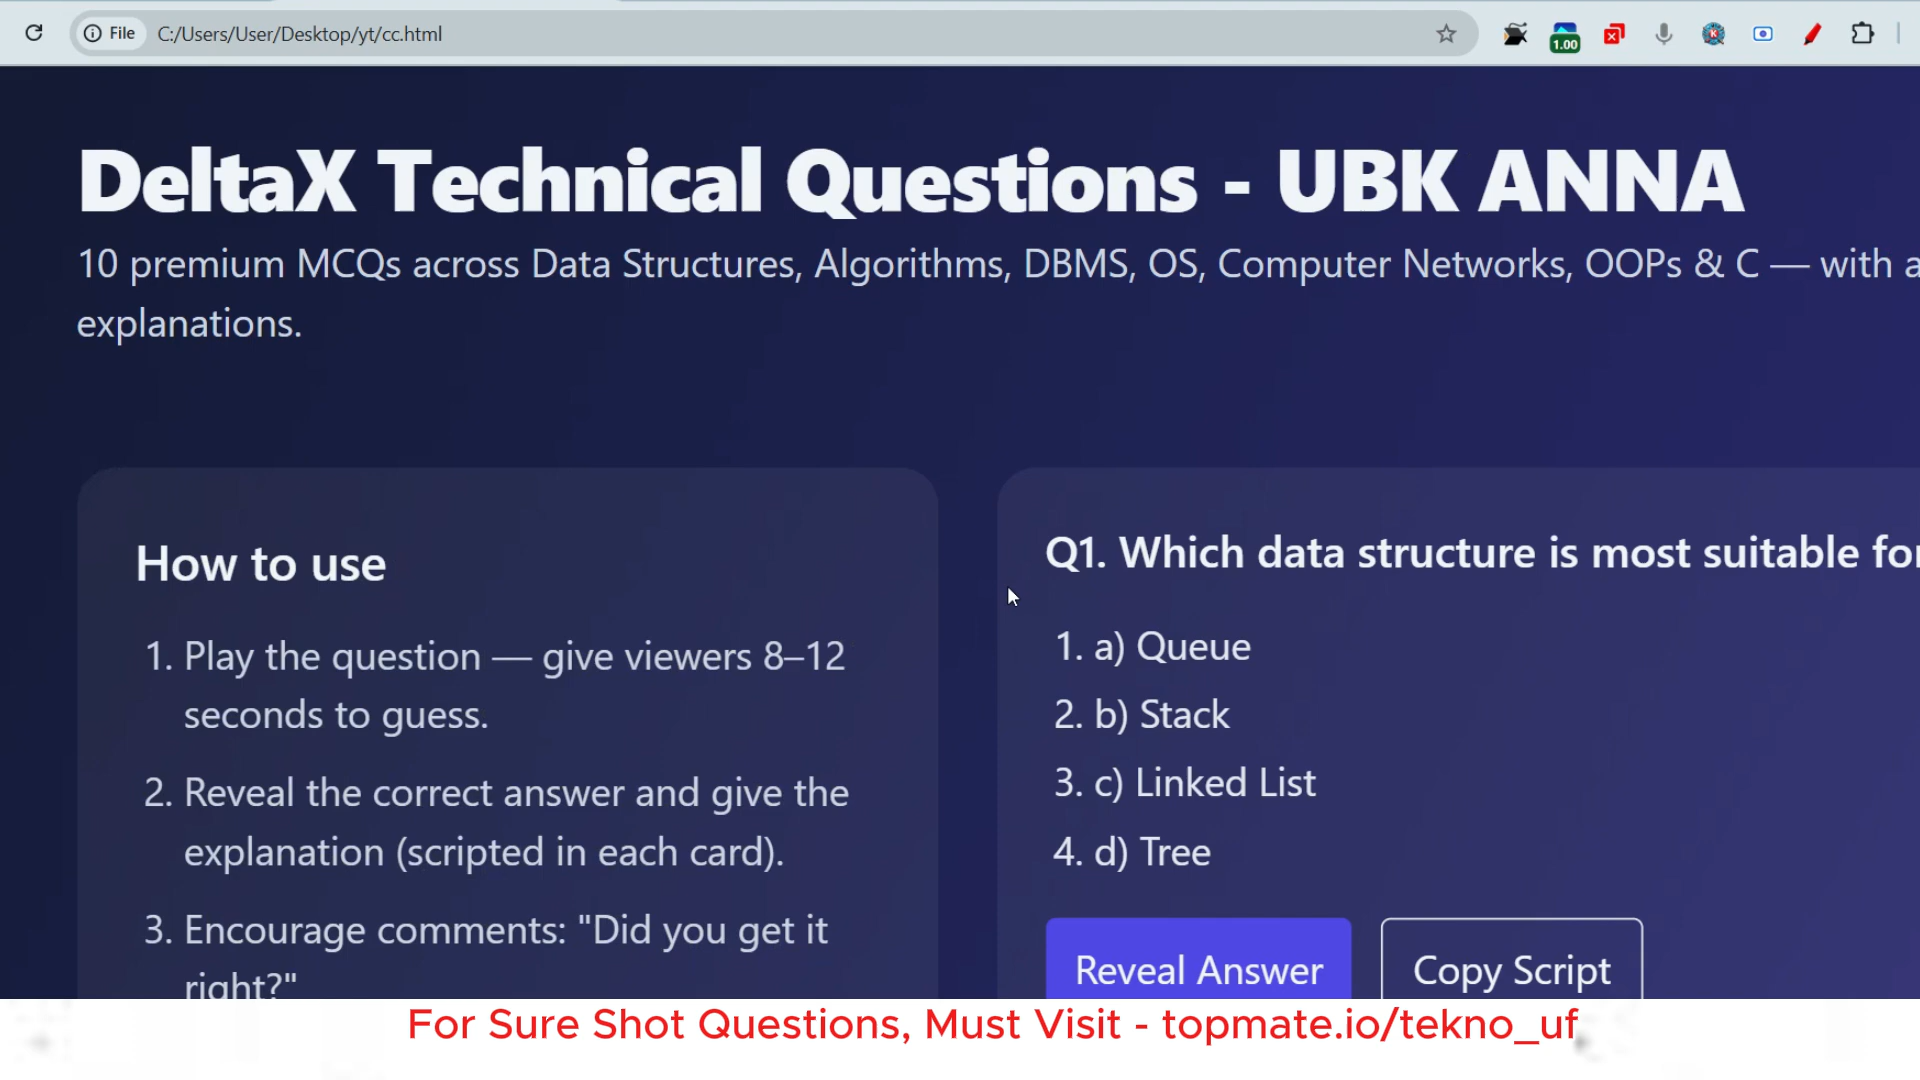 File C:/Users/User/Desktop/yt/cc.html
1.00
K
DeltaX Technical Questions - UBK ANNA
10 premium MCQs across Data Structures, Algorithms, DBMS, OS, Computer Networks, OOPs & C — with a
explanations.
How to use
1. Play the question — give viewers 8–12
seconds to guess.
2. Reveal the correct answer and give the
explanation (scripted in each card).
3. Encourage comments: "Did you get it
right?"
Q1. Which data structure is most suitable for
1. a) Queue
2. b) Stack
3. c) Linked List
4. d) Tree
Reveal Answer
Copy Script
For Sure Shot Questions, Must Visit - topmate.io/tekno_uf